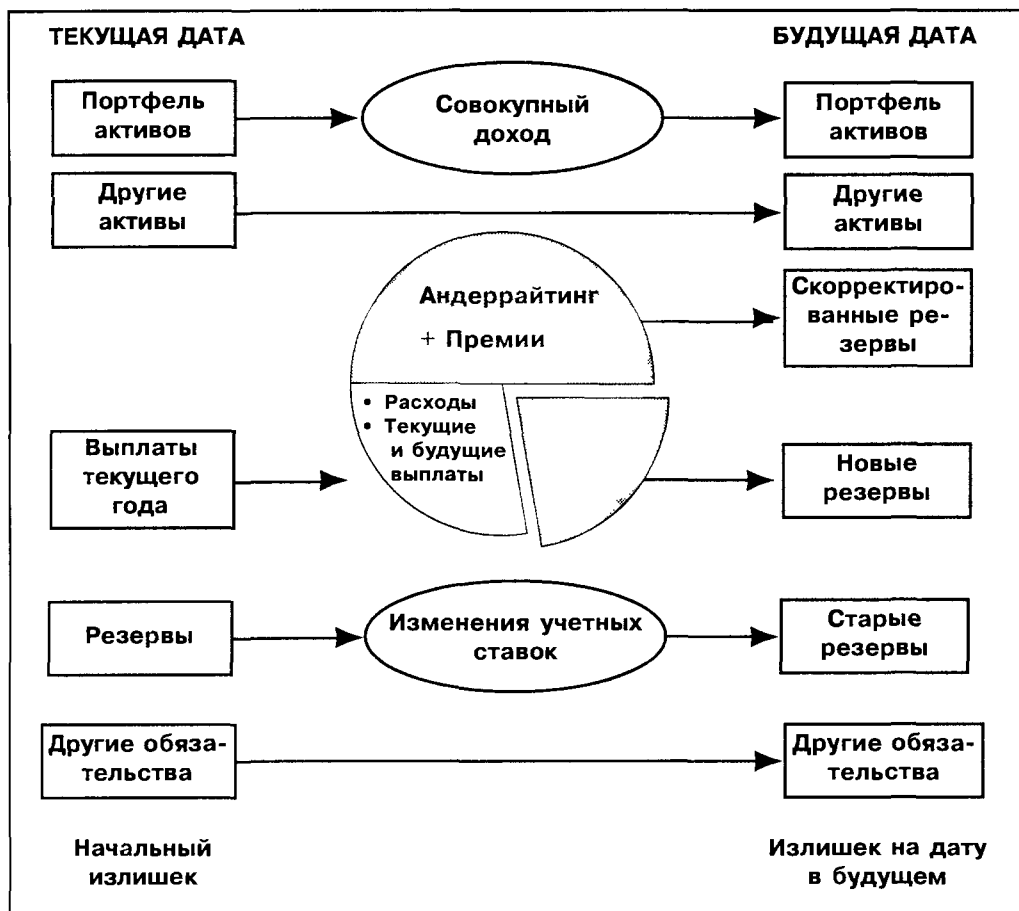 ТЕКУЩАЯ ДАТА
БУДУЩАЯ ДАТА
Портфель
активов
Совокупный
доход
Портфель
активов
Другие
активы
Другие
активы
Андеррайтинг
+ Премии
Скорректиро-
ванные ре-
зервы
• Расходы
• Текущие
и будущие
выплаты
Выплаты
текущего
года
Новые
резервы
Резервы
Изменения учетных
ставок
Старые
резервы
Другие обяза-
тельства
Другие обяза-
тельства
Начальный
излишек
Излишек на дату
в будущем